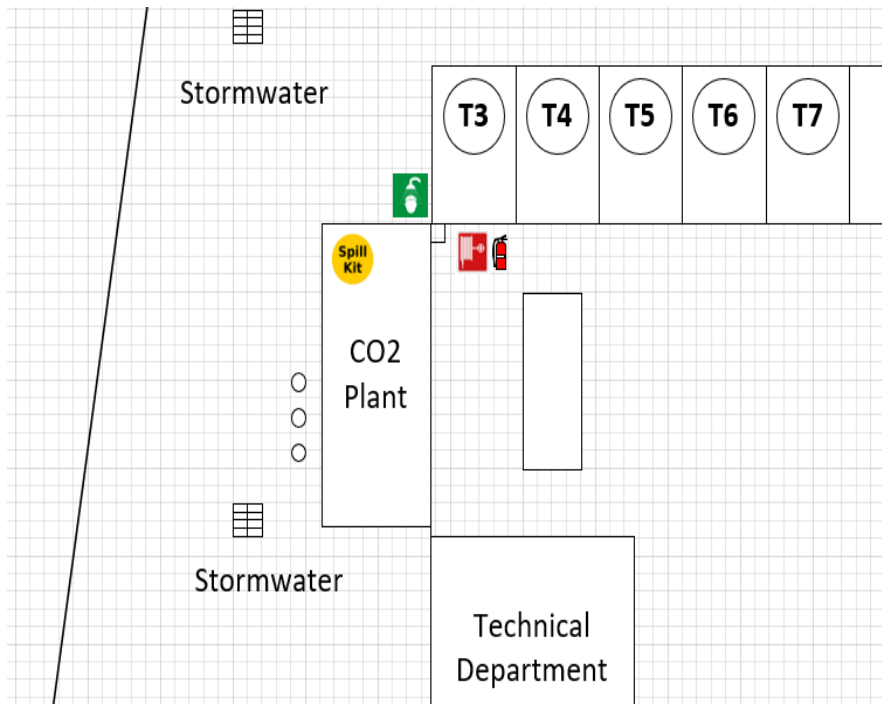 Stormwater
T3
T4
T5
T6
T7
Spill
Kit
CO2
Plant
Stormwater
Technical
Department